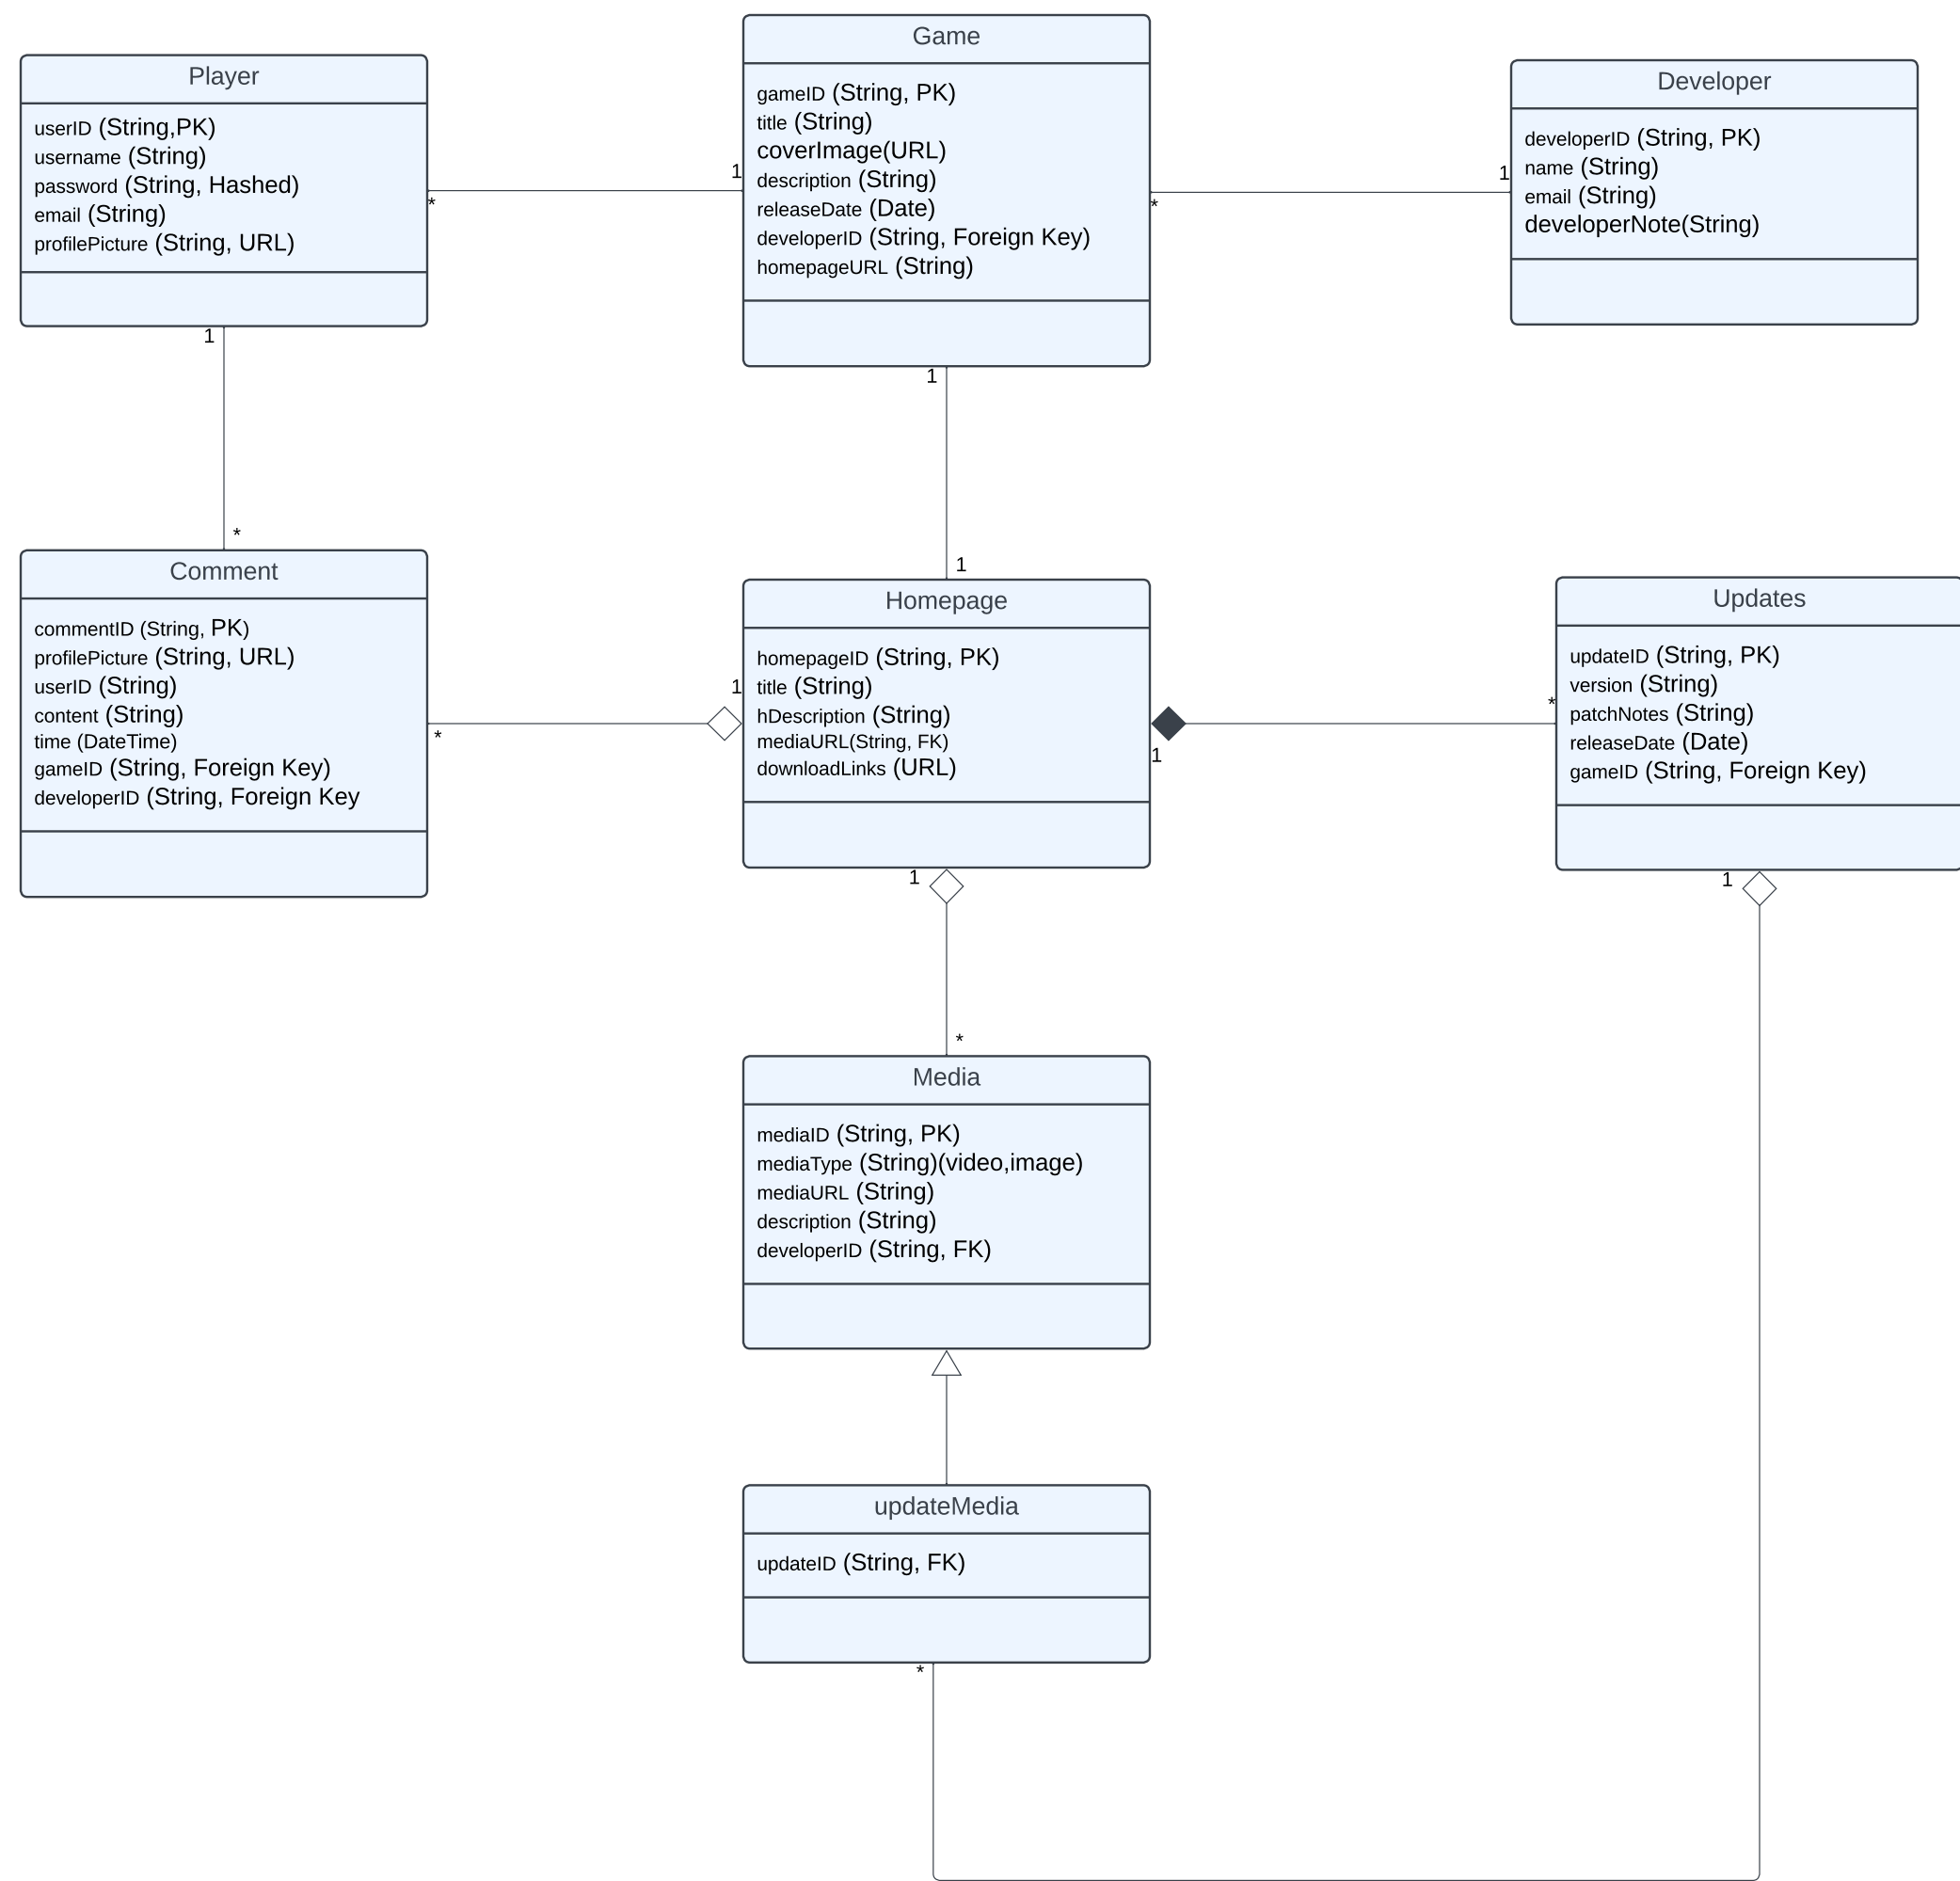 Player
userID (String,PK)
username (String)
password (String, Hashed)
email (String)
profilePicture (String, URL)
*
1
1
*
Game
gameID (String, PK)
title (String)
coverImage(URL)
description (String)
releaseDate (Date)
developerID (String, Foreign Key)
homepageURL (String)
*
1
1
1
Developer
developerID (String, PK)
name (String)
email (String)
developerNote(String)
Comment
commentID (String, PK)
profilePicture (String, URL)
userID (String)
content (String)
time (DateTime)
gameID (String, Foreign Key)
developerID (String, Foreign Key
*
1
Homepage
homepageID (String, PK)
title (String)
hDescription (String)
mediaURL(String, FK)
downloadLinks (URL)
1
*
1
*
Updates
updateID (String, PK)
version (String)
patchNotes (String)
releaseDate (Date)
gameID (String, Foreign Key)
1
Media
mediaID (String, PK)
mediaType (String)(video,image)
mediaURL (String)
description (String)
developerID (String, FK)
updateMedia
updateID (String, FK)
*